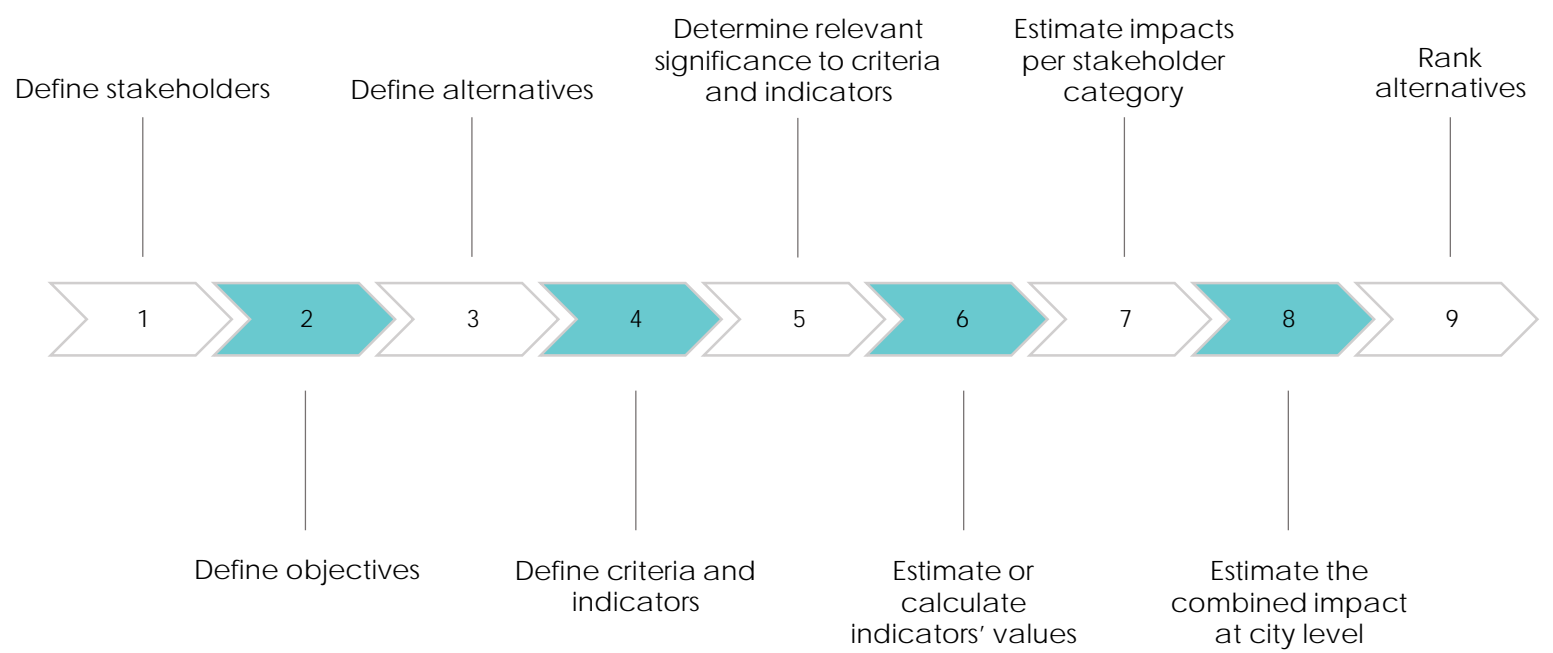 Define stakeholders
Define alternatives
Determine relevant
significance to criteria
and indicators
Estimate impacts
per stakeholder
category
Rank
alternatives
1
2
3
4
5
6
7
8
9
Define objectives
Define criteria and
indicators
Estimate or
calculate
indicators’ values
Estimate the
combined impact
at city level